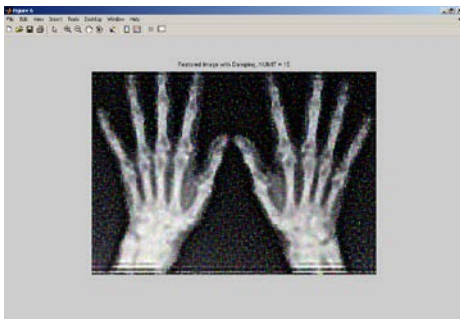 Figure 6
File Edit View Insert Tools Desktop Window Help
Restored Image with Damping, NUMIT = 15